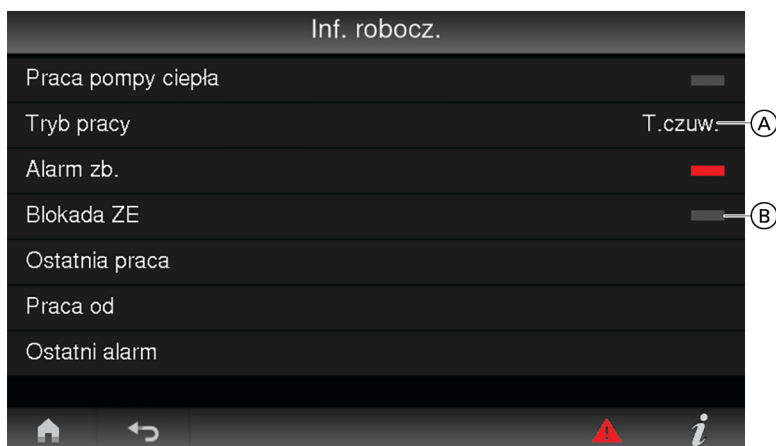 Inf. robocz.
Praca pompy ciepła
Tryb pracy T.czuw. A
Alarm zb.
Blokada ZE B
Ostatnia praca
Praca od
Ostatni alarm
i